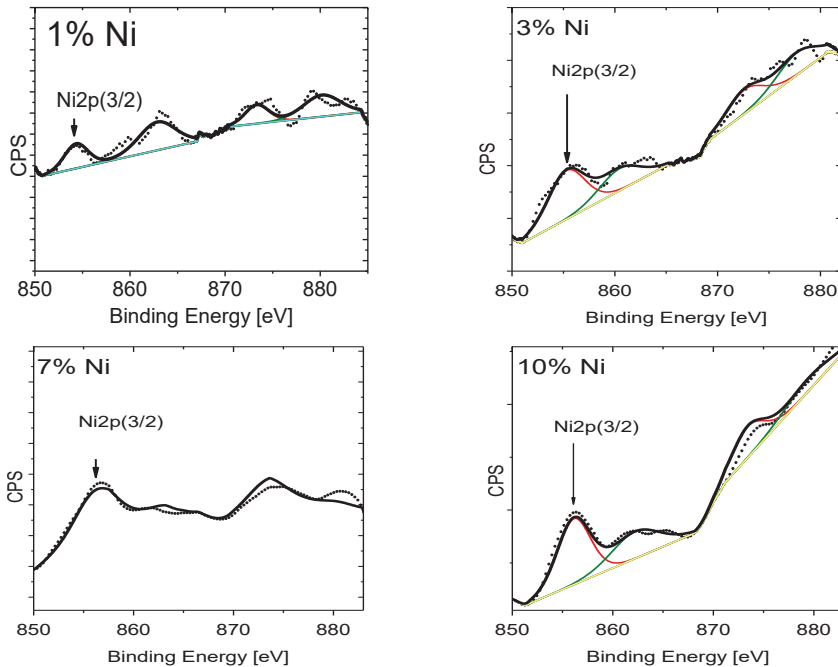 1% Ni
Ni2p(3/2)
CPS
850 860 870 880
Binding Energy [eV]
3% Ni
Ni2p(3/2)
CPS
850 860 870 880
Binding Energy [eV]
7% Ni
Ni2p(3/2)
CPS
850 860 870 880
Binding Energy [eV]
10% Ni
Ni2p(3/2)
CPS
850 860 870 880
Binding Energy [eV]